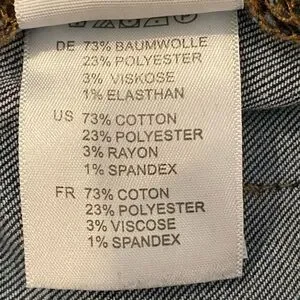 DE 73% BAUMWOLLE
23% POLYESTER
3% VISKOSE
1% ELASTHAN
US 73% COTTON
23% POLYESTER
3% RAYON
1% SPANDEX
FR 73% COTON
23% POLYESTER
3% VISCOSE
1% SPANDEX